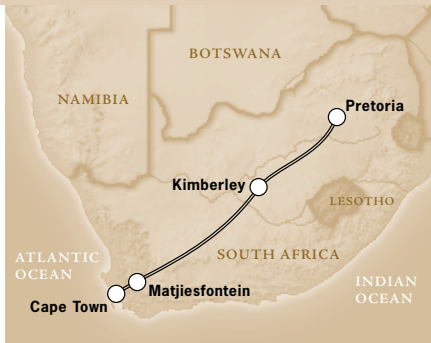 BOTSWANA
NAMIBIA
Pretoria
Kimberley
LESOTHO
ATLANTIC
OCEAN
SOUTH AFRICA
INDIAN
OCEAN
Matjiesfontein
Cape Town